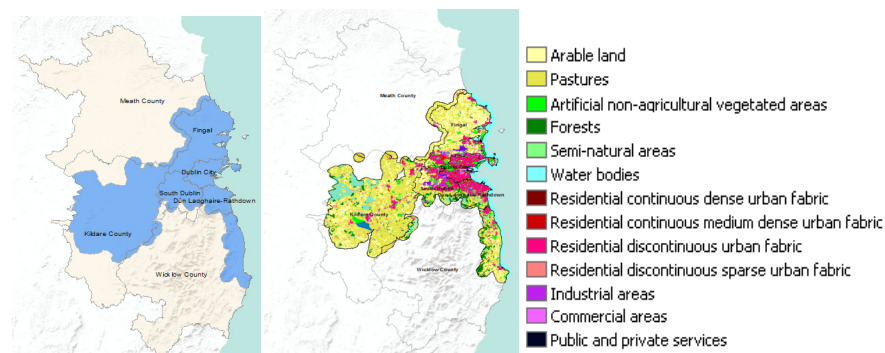 Meath County
Fingal
Dublin City
South Dublin
Dun Laoghaire-Rathdown
Kildare County
Wicklow County
Meath County
Fingal
Kildare County
Wicklow County
Arable land
Pastures
Artificial non-agricultural vegetated areas
Forests
Semi-natural areas
Water bodies
Residential continuous dense urban fabric
Residential continuous medium dense urban fabric
Residential discontinuous urban fabric
Residential discontinuous sparse urban fabric
Industrial areas
Commercial areas
Public and private services